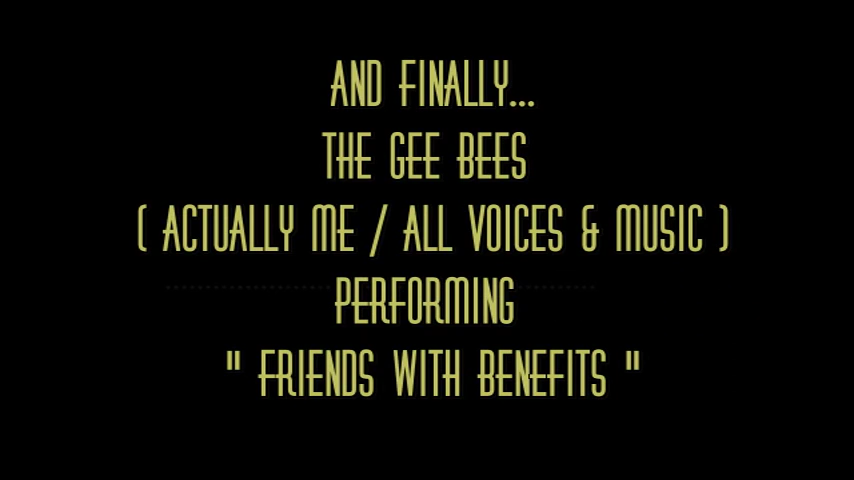 AND FINALLY...
THE GEE BEES
( ACTUALLY ME / ALL VOICES & MUSIC )
PERFORMING
" FRIENDS WITH BENEFITS "